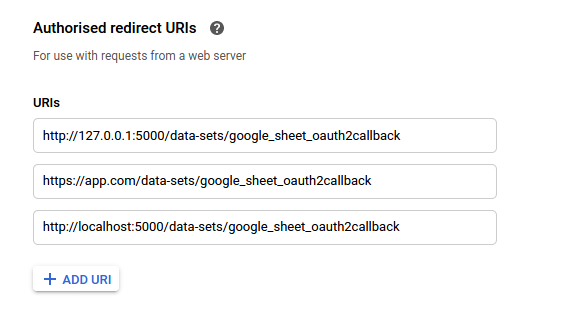 Authorised redirect URIs ?
For use with requests from a web server
URIs
http://127.0.0.1:5000/data-sets/google_sheet_oauth2callback
https://app.com/data-sets/google_sheet_oauth2callback
http://localhost:5000/data-sets/google_sheet_oauth2callback
+ ADD URI